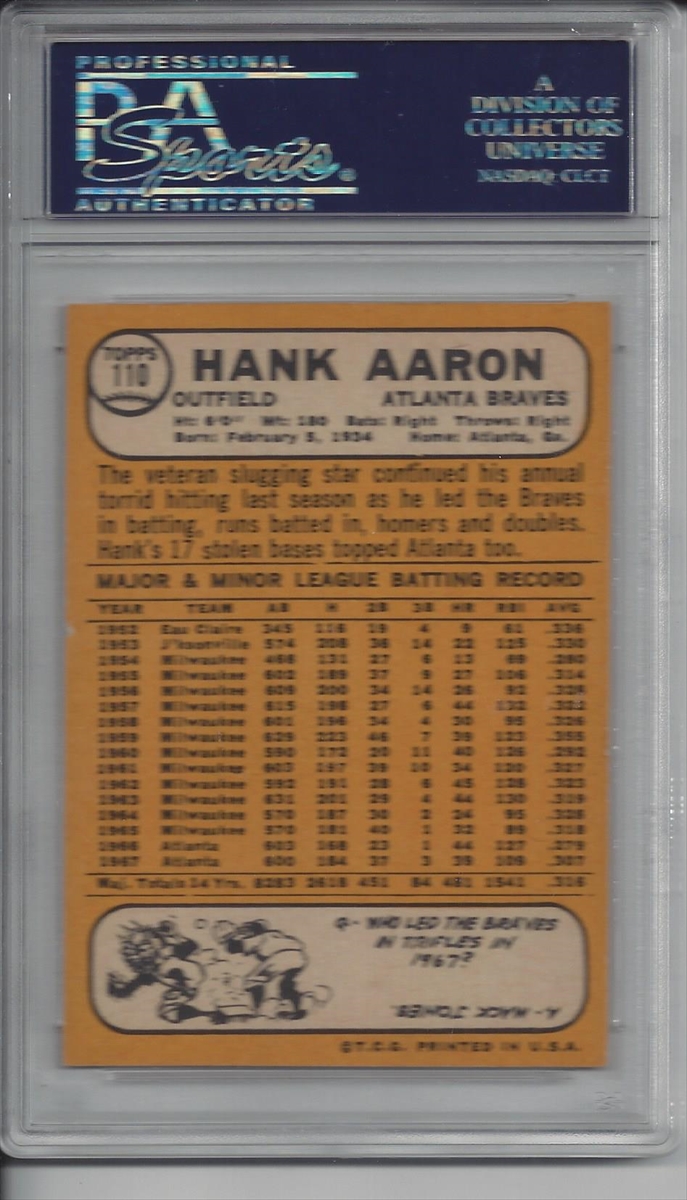 PROFESSIONAL
PSA
Sports®
AUTHENTICATOR
A
DIVISION OF
COLLECTORS
UNIVERSE
NASDAQ: CLCT
TOPPS
110
HANK AARON
OUTFIELD ATLANTA BRAVES
Ht: 6'0" Wt: 180 Bats: Right Throws: Right
Born: February 5, 1934 Home: Atlanta, Ga.
The veteran slugging star continued his annual
torrid hitting last season as he led the Braves
in batting, runs batted in, homers and doubles.
Hank's 17 stolen bases topped Atlanta too.
MAJOR & MINOR LEAGUE BATTING RECORD
YEAR TEAM AB H 2B 3B HR RBI AVG
1952 Eau Claire 345 116 19 4 9 61 .336
1953 J'ksonville 574 208 36 14 22 125 .330
1954 Milwaukee 468 131 27 6 13 69 .280
1955 Milwaukee 602 189 37 9 27 106 .314
1956 Milwaukee 609 200 34 14 26 92 .328
1957 Milwaukee 615 198 27 6 44 132 .322
1958 Milwaukee 601 196 34 4 30 95 .326
1959 Milwaukee 629 223 46 7 39 123 .355
1960 Milwaukee 590 172 20 11 40 126 .292
1961 Milwaukee 603 197 39 10 34 120 .327
1962 Milwaukee 592 191 28 6 45 128 .323
1963 Milwaukee 631 201 29 4 44 130 .319
1964 Milwaukee 570 187 30 2 24 95 .328
1965 Milwaukee 570 181 40 1 32 89 .318
1966 Atlanta 603 168 23 1 44 127 .279
1967 Atlanta 600 184 37 3 39 109 .307
Maj. Totals 14 Yrs. 8283 2618 451 84 481 1541 .316
Q- WHO LED THE BRAVES
IN TRIPLES IN
1967?
A- MACK JONES.
©T.C.G. PRINTED IN U.S.A.